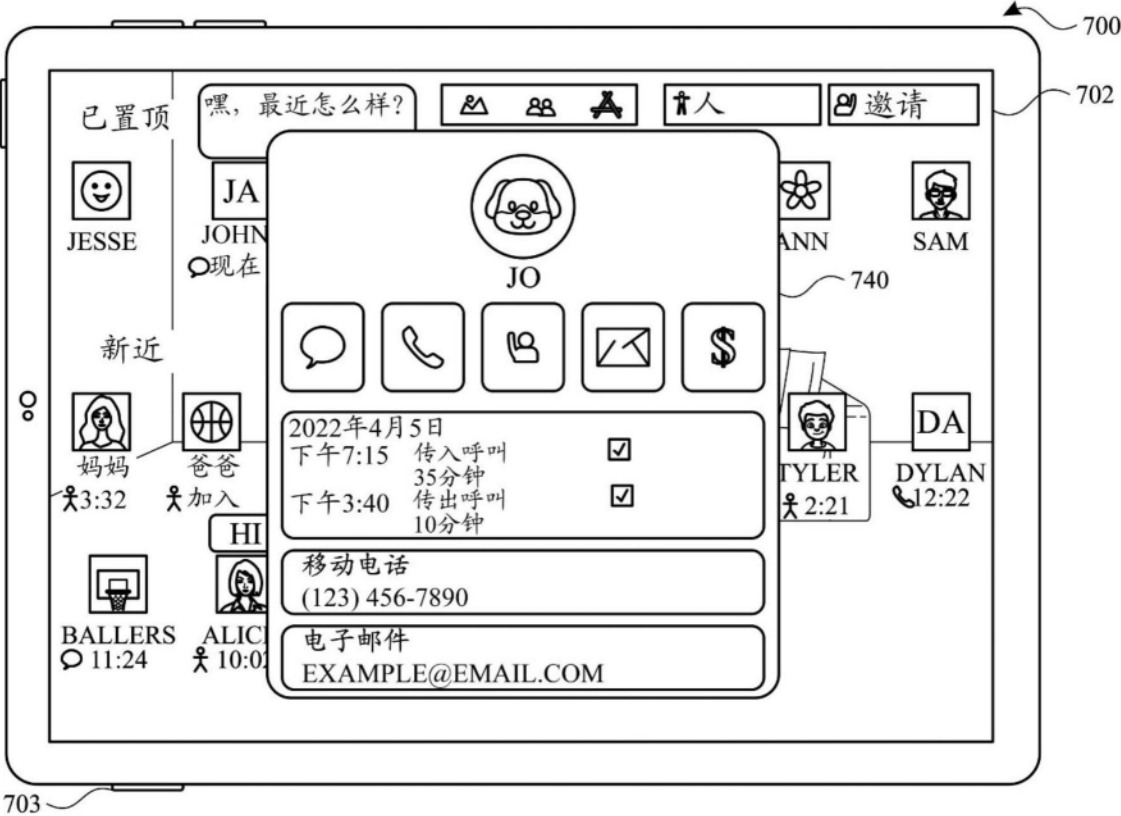 700
702
已置顶
嘿，最近怎么样？
人
邀请
JA
JESSE
JOHN
现在
ANN
SAM
JO
740
新近
2022年4月5日
下午7:15 传入呼叫
35分钟
下午3:40 传出呼叫
10分钟
DA
妈妈
爸爸
TYLER
DYLAN
3:32
加入
2:21
12:22
HI
移动电话
(123) 456-7890
BALLERS
ALIC
11:24
10:02
电子邮件
EXAMPLE@EMAIL.COM
703